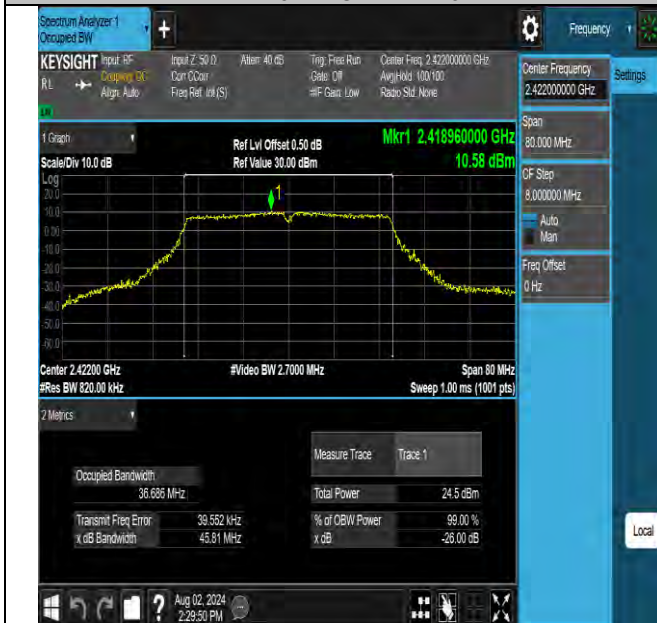 Spectrum Analyzer 1
Occupied BW
+
Frequency
KEYSIGHT
Input: RF
Coupling: DC
Align: Auto
RL
Input Z: 50 Ω
Corr CCorr
Freq Ref: Int (S)
Atten: 40 dB
Trig: Free Run
Gate: Off
#IF Gain: Low
Center Freq: 2.422000000 GHz
Avg|Hold: 100/100
Radio Std: None
Center Frequency
2.422000000 GHz
Settings
Span
80.000 MHz
CF Step
8.000000 MHz
Auto
Man
Freq Offset
0 Hz
1 Graph
Ref Lvl Offset 0.50 dB
Mkr1 2.418960000 GHz
Scale/Div 10.0 dB
Ref Value 30.00 dBm
10.58 dBm
Log
20.0
10.0
0.00
-10.0
-20.0
-30.0
-40.0
-50.0
-60.0
1
Center 2.42200 GHz
#Video BW 2.7000 MHz
Span 80 MHz
#Res BW 820.00 kHz
Sweep 1.00 ms (1001 pts)
2 Metrics
Measure Trace
Trace 1
Occupied Bandwidth
36.686 MHz
Total Power
24.5 dBm
Transmit Freq Error
39.552 kHz
% of OBW Power
99.00 %
x dB Bandwidth
45.81 MHz
x dB
-26.00 dB
Local
?
Aug 02, 2024
2:29:50 PM